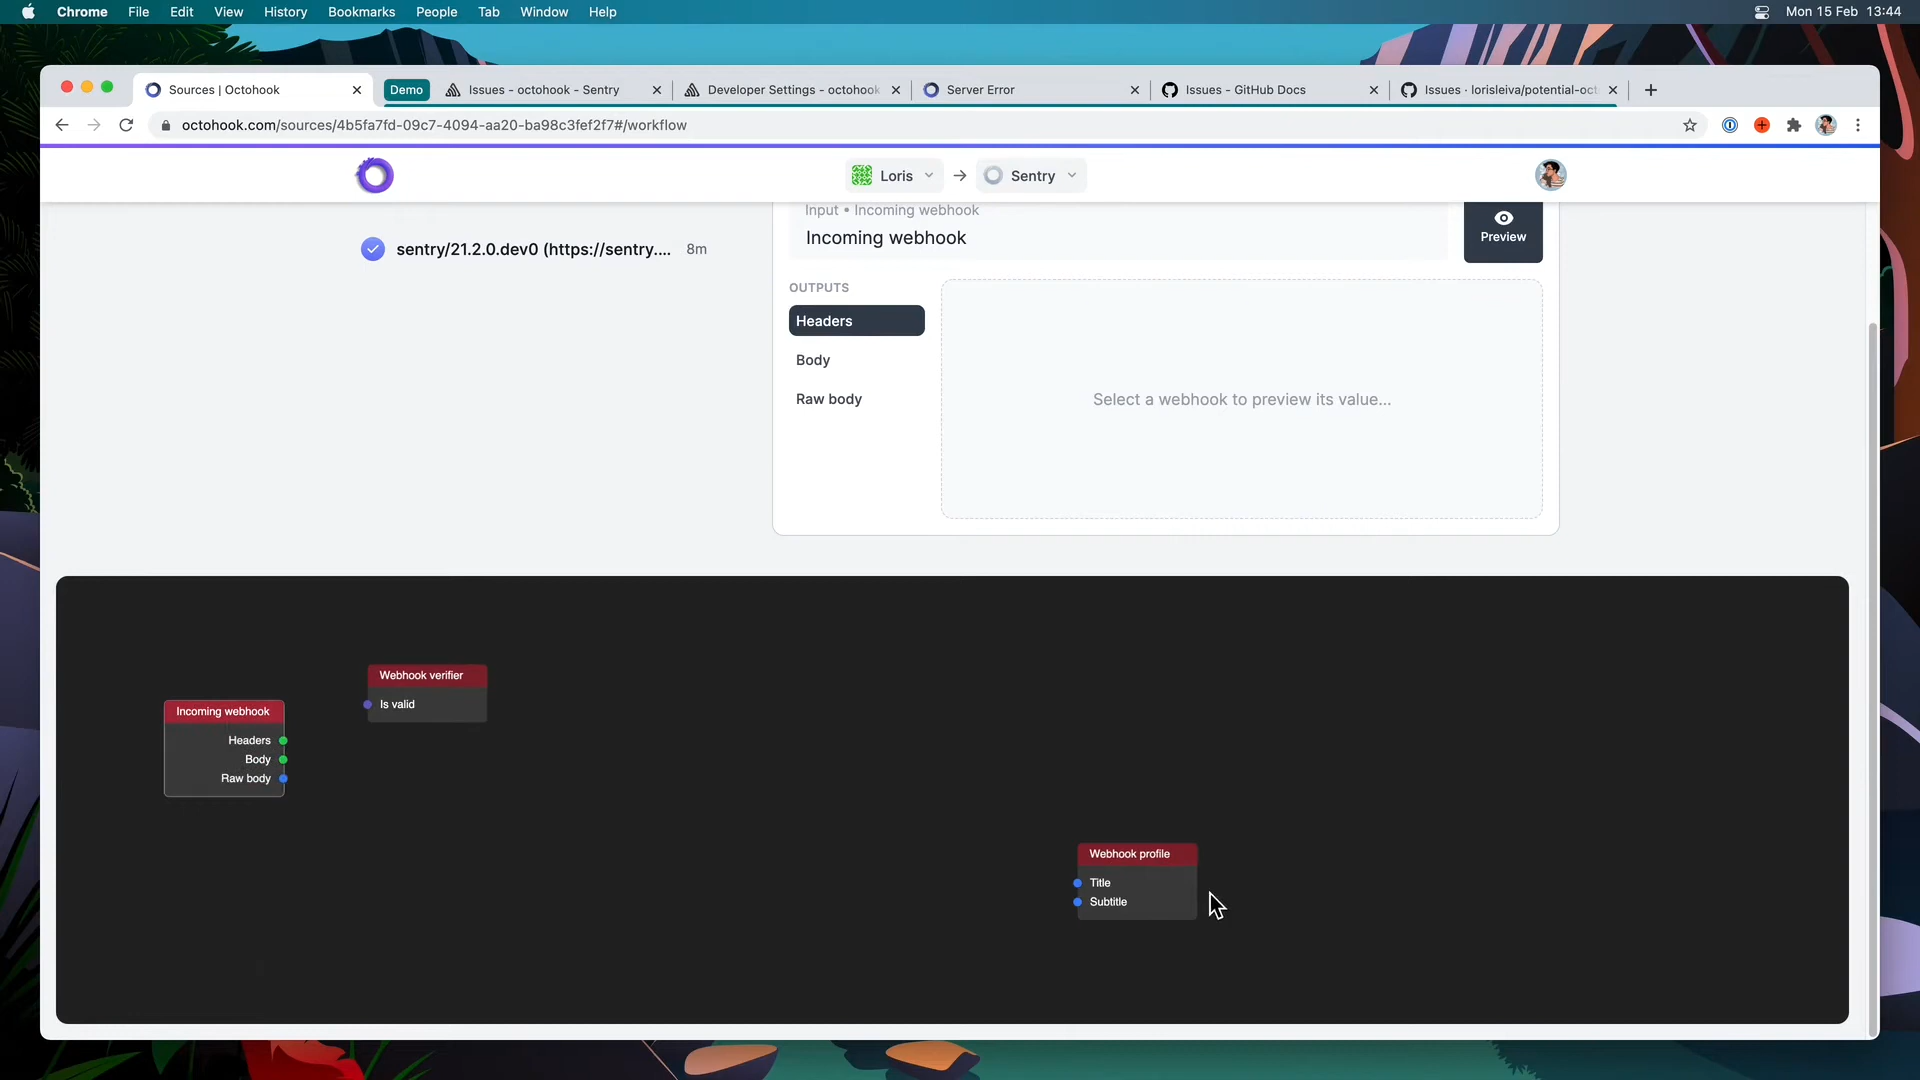 Chrome File Edit View History Bookmarks People Tab Window Help Mon 15 Feb 13:44
Sources | Octohook Demo Issues - octohook - Sentry Developer Settings - octohook Server Error Issues - GitHub Docs Issues · lorisleiva/potential-oct
octohook.com/sources/4b5fa7fd-09c7-4094-aa20-ba98c3fef2f7#/workflow
Loris → Sentry
Input • Incoming webhook
Incoming webhook
Preview
sentry/21.2.0.dev0 (https://sentry.... 8m
OUTPUTS
Headers
Body
Raw body
Select a webhook to preview its value...
Webhook verifier
Is valid
Incoming webhook
Headers
Body
Raw body
Webhook profile
Title
Subtitle